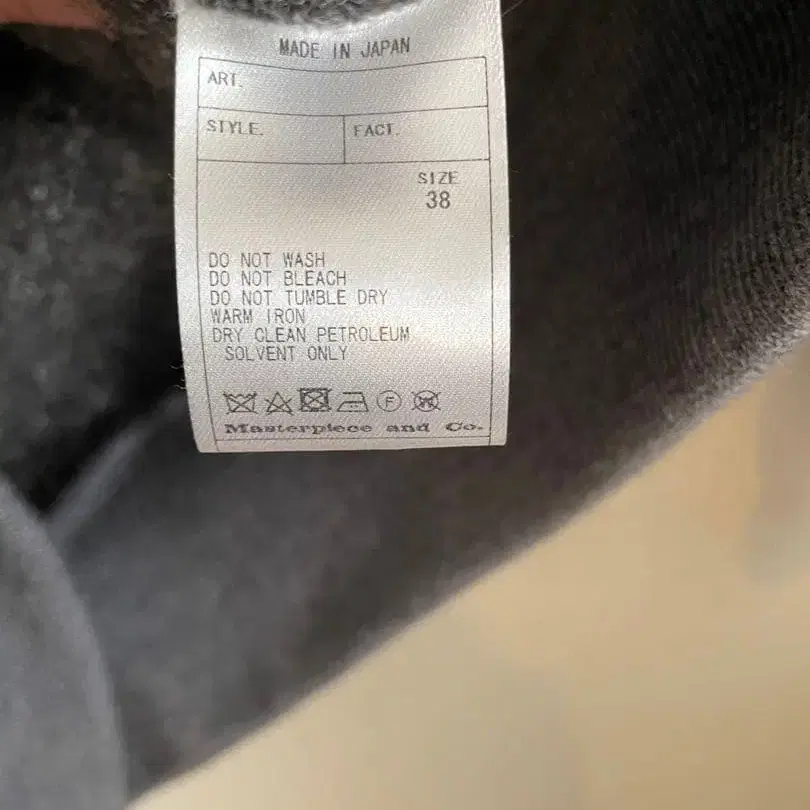 MADE IN JAPAN
ART.
STYLE. FACT.
SIZE
38
DO NOT WASH
DO NOT BLEACH
DO NOT TUMBLE DRY
WARM IRON
DRY CLEAN PETROLEUM
SOLVENT ONLY
F W
Masterpiece and Co.